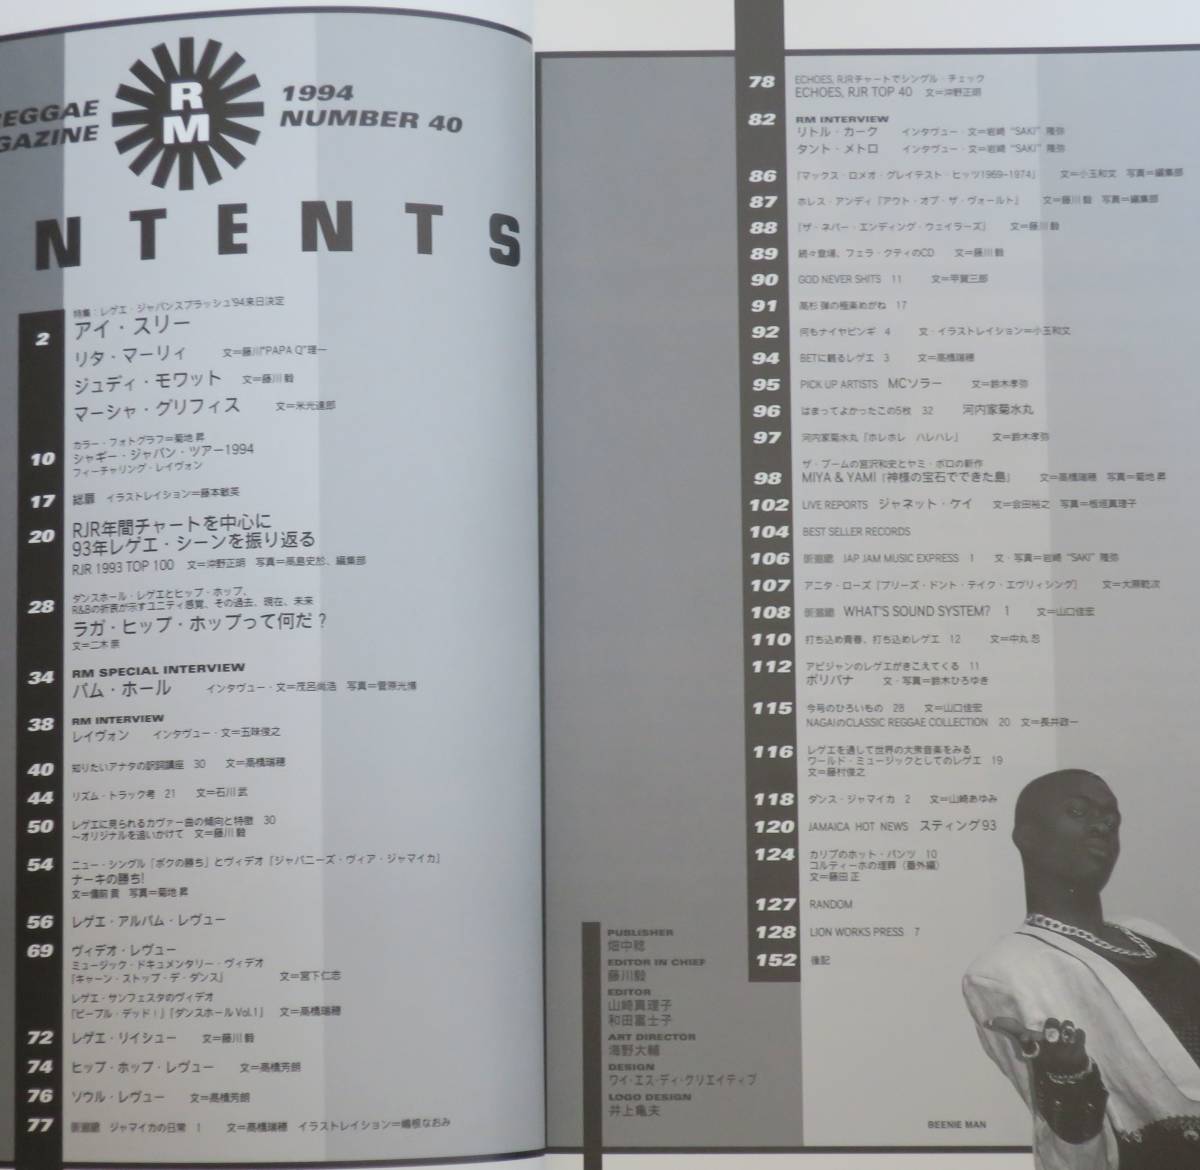 REGGAE
GAZINE
RM
1994
NUMBER 40
NTENTS
特集：レゲエ・ジャパンスプラッシュ'94来日決定
2 アイ・スリー
リタ・マーリィ 文=藤川"PAPA Q"理一
ジュディ・モワット 文=藤川 毅
マーシャ・グリフィス 文=米光達郎
カラー・フォトグラフ=菊地 昇
10 シャギー・ジャパン・ツアー1994
フィーチャリング・レイヴォン
17 総扉 イラストレイション=藤本敏英
20 RJR年間チャートを中心に
93年レゲエ・シーンを振り返る
RJR 1993 TOP 100 文=沖野正明 写真=高島史於、編集部
ダンスホール・レゲエとヒップ・ホップ、
28 R&Bの折衷が示すユニティ感覚、その過去、現在、未来
ラガ・ヒップ・ホップって何だ？
文=二木 崇
34 RM SPECIAL INTERVIEW
パム・ホール インタヴュー・文=茂呂尚浩 写真=菅原光博
38 RM INTERVIEW
レイヴォン インタヴュー・文=五味俊之
40 知りたいアナタの訳詞講座 30 文=高橋瑞穂
44 リズム・トラック考 21 文=石川 武
50 レゲエに見られるカヴァー曲の傾向と特徴 30
〜オリジナルを追いかけて 文=藤川 毅
54 ニュー・シングル「ボクの勝ち」とヴィデオ「ジャパニーズ・ヴィア・ジャマイカ」
ナーキの勝ち!
文=備前 貢 写真=菊地 昇
56 レゲエ・アルバム・レヴュー
69 ヴィデオ・レヴュー
ミュージック・ドキュメンタリー・ヴィデオ
「キャーン・ストップ・デ・ダンス」 文=宮下仁志
レゲエ・サンフェスタのヴィデオ
「ピープル・デッド！」「ダンスホール Vol.1」 文=高橋瑞穂
72 レゲエ・リイシュー 文=藤川 毅
74 ヒップ・ホップ・レヴュー 文=高橋芳朗
76 ソウル・レヴュー 文=高橋芳朗
77 新連載 ジャマイカの日常 1 文=高橋瑞穂 イラストレイション=嶋根なおみ
78 ECHOES, RJRチャートでシングル・チェック
ECHOES, RJR TOP 40 文=沖野正明
82 RM INTERVIEW
リトル・カーク インタヴュー・文=岩崎 "SAKI" 隆弥
タント・メトロ インタヴュー・文=岩崎 "SAKI" 隆弥
86 「マックス・ロメオ・グレイテスト・ヒッツ1969-1974」 文=小玉和文 写真=編集部
87 ホレス・アンディ「アウト・オブ・ザ・ヴォールト」 文=藤川 毅 写真=編集部
88 「ザ・ネバー・エンディング・ウェイラーズ」 文=藤川 毅
89 続々登場、フェラ・クティのCD 文=藤川 毅
90 GOD NEVER SHITS 11 文=甲賀三郎
91 高杉 弾の極楽めがね 17
92 何もナイヤビンギ 4 文・イラストレイション=小玉和文
94 BETに観るレゲエ 3 文=高橋瑞穂
95 PICK UP ARTISTS MCソラー 文=鈴木孝弥
96 はまってよかったこの5枚 32 河内家菊水丸
97 河内家菊水丸「ホレホレ ハレハレ」 文=鈴木孝弥
ザ・ブームの宮沢和史とヤミ・ボロの新作
98 MIYA & YAMI「神様の宝石でできた島」 文=高橋瑞穂 写真=菊地 昇
102 LIVE REPORTS ジャネット・ケイ 文=会田裕之 写真=板垣真理子
104 BEST SELLER RECORDS
106 新連載 JAP JAM MUSIC EXPRESS 1 文・写真=岩崎 "SAKI" 隆弥
107 アニタ・ローズ「プリーズ・ドント・テイク・エヴリィシング」 文=大原乾次
108 新連載 WHAT'S SOUND SYSTEM? 1 文=山口佳宏
110 打ち込め青春、打ち込めレゲエ 12 文=中丸 忍
112 アビジャンのレゲエがきこえてくる 11
ボリバナ 文・写真=鈴木ひろゆき
115 今号のひろいもの 28 文=山口佳宏
NAGAIのCLASSIC REGGAE COLLECTION 20 文=長井政一
116 レゲエを通して世界の大衆音楽をみる
ワールド・ミュージックとしてのレゲエ 19
文=藤村俊之
118 ダンス・ジャマイカ 2 文=山崎あゆみ
120 JAMAICA HOT NEWS スティング93
124 カリブのホット・パンツ 10
コルティーホの埋葬（番外編）
文=藤田 正
127 RANDOM
128 LION WORKS PRESS 7
152 後記
PUBLISHER
畑中稔
EDITOR IN CHIEF
藤川毅
EDITOR
山崎真理子
和田富士子
ART DIRECTOR
海野大輔
DESIGN
ワイ・エス・ディ・クリエイティブ
LOGO DESIGN
井上亀夫
BEENIE MAN